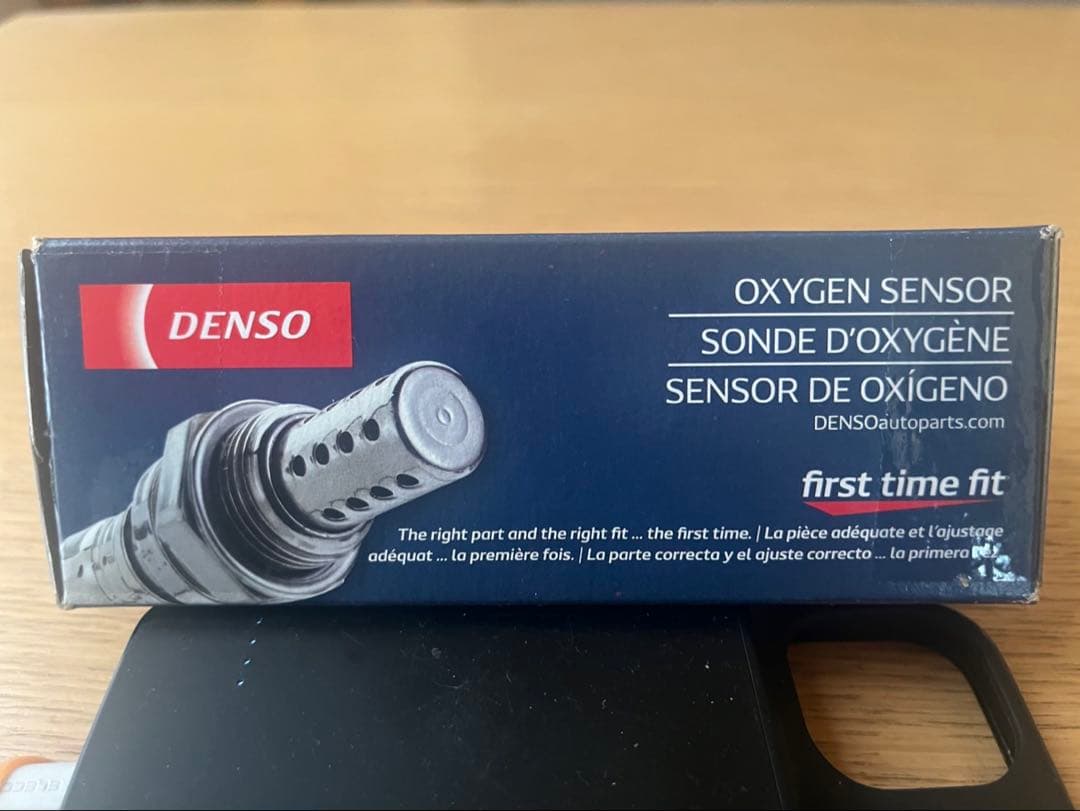 DENSO
OXYGEN SENSOR
SONDE D'OXYGÈNE
SENSOR DE OXÍGENO
DENSOautoparts.com
first time fit
The right part and the right fit ... the first time. | La pièce adéquate et l'ajustage
adéquat ... la première fois. | La parte correcta y el ajuste correcto ... la primera